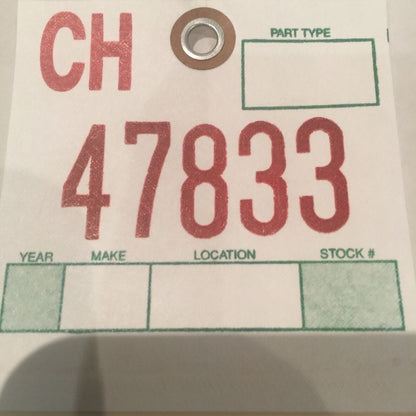 CH
PART TYPE
47833
YEAR MAKE LOCATION STOCK #